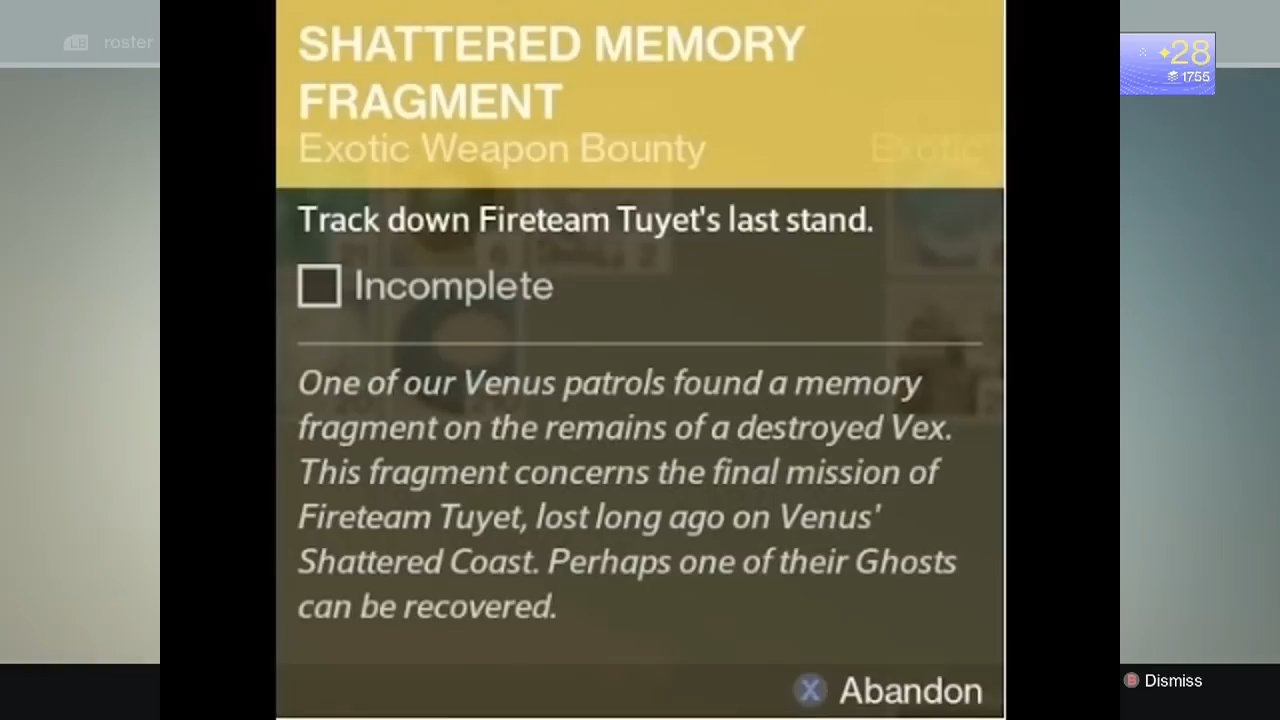 LB roster
28
1755
SHATTERED MEMORY
FRAGMENT
Exotic Weapon Bounty
Exotic
Track down Fireteam Tuyet's last stand.
Incomplete
One of our Venus patrols found a memory
fragment on the remains of a destroyed Vex.
This fragment concerns the final mission of
Fireteam Tuyet, lost long ago on Venus'
Shattered Coast. Perhaps one of their Ghosts
can be recovered.
X Abandon
B Dismiss